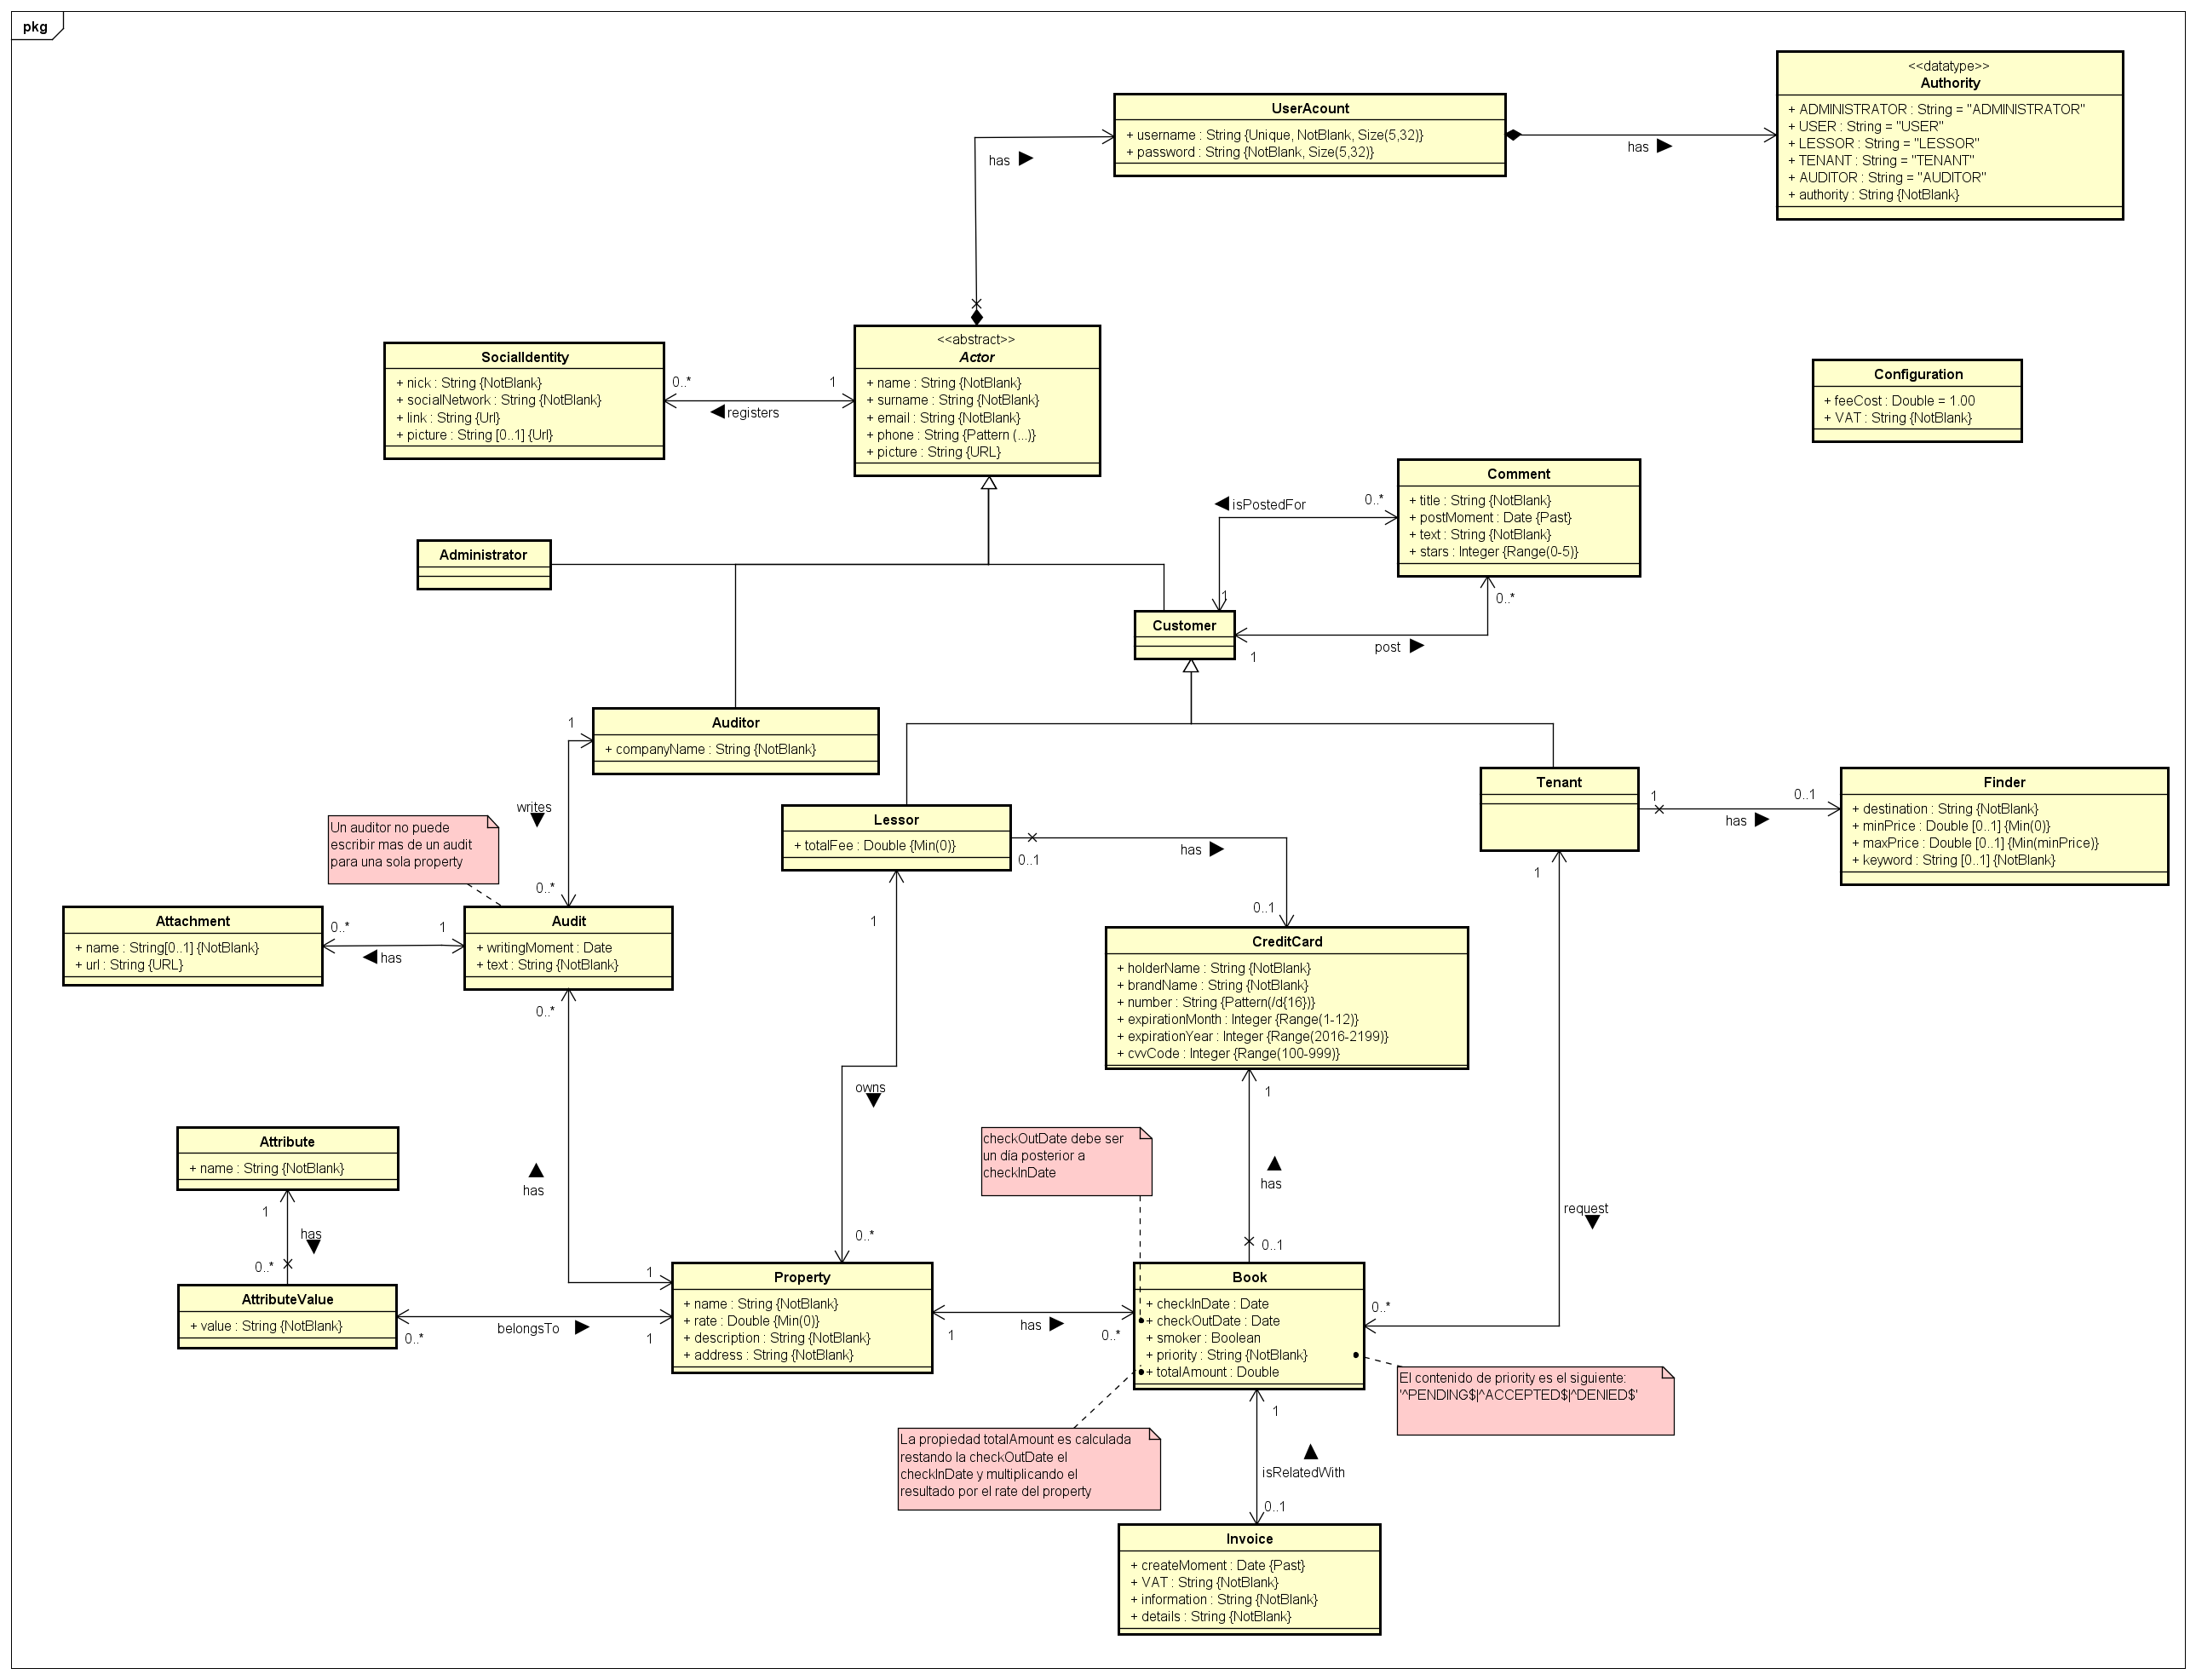 pkg
<<datatype>>
Authority
+ ADMINISTRATOR : String = "ADMINISTRATOR"
+ USER : String = "USER"
+ LESSOR : String = "LESSOR"
+ TENANT : String = "TENANT"
+ AUDITOR : String = "AUDITOR"
+ authority : String {NotBlank}
UserAcount
+ username : String {Unique, NotBlank, Size(5,32)}
+ password : String {NotBlank, Size(5,32)}
has
has
<<abstract>>
Actor
+ name : String {NotBlank}
+ surname : String {NotBlank}
+ email : String {NotBlank}
+ phone : String {Pattern (...)}
+ picture : String {URL}
SocialIdentity
+ nick : String {NotBlank}
+ socialNetwork : String {NotBlank}
+ link : String {Url}
+ picture : String [0..1] {Url}
0..*
1
registers
Configuration
+ feeCost : Double = 1.00
+ VAT : String {NotBlank}
Comment
+ title : String {NotBlank}
+ postMoment : Date {Past}
+ text : String {NotBlank}
+ stars : Integer {Range(0-5)}
isPostedFor
0..*
1
Administrator
Customer
0..*
1
post
Auditor
+ companyName : String {NotBlank}
1
writes
0..*
Un auditor no puede
escribir mas de un audit
para una sola property
Lessor
+ totalFee : Double {Min(0)}
0..1
has
0..1
Tenant
1
has
0..1
Finder
+ destination : String {NotBlank}
+ minPrice : Double [0..1] {Min(0)}
+ maxPrice : Double [0..1] {Min(minPrice)}
+ keyword : String [0..1] {NotBlank}
Attachment
+ name : String[0..1] {NotBlank}
+ url : String {URL}
0..*
1
has
Audit
+ writingMoment : Date
+ text : String {NotBlank}
0..*
1
1
CreditCard
+ holderName : String {NotBlank}
+ brandName : String {NotBlank}
+ number : String {Pattern(/d{16})}
+ expirationMonth : Integer {Range(1-12)}
+ expirationYear : Integer {Range(2016-2199)}
+ cvvCode : Integer {Range(100-999)}
1
owns
checkOutDate debe ser
un día posterior a
checkInDate
Attribute
+ name : String {NotBlank}
1
has
0..*
has
has
request
0..*
0..1
AttributeValue
+ value : String {NotBlank}
0..*
belongsTo
1
1
Property
+ name : String {NotBlank}
+ rate : Double {Min(0)}
+ description : String {NotBlank}
+ address : String {NotBlank}
1
has
0..*
Book
+ checkInDate : Date
+ checkOutDate : Date
+ smoker : Boolean
+ priority : String {NotBlank}
+ totalAmount : Double
0..*
El contenido de priority es el siguiente:
'^PENDING$|^ACCEPTED$|^DENIED$'
La propiedad totalAmount es calculada
restando la checkOutDate el
checkInDate y multiplicando el
resultado por el rate del property
1
isRelatedWith
0..1
Invoice
+ createMoment : Date {Past}
+ VAT : String {NotBlank}
+ information : String {NotBlank}
+ details : String {NotBlank}